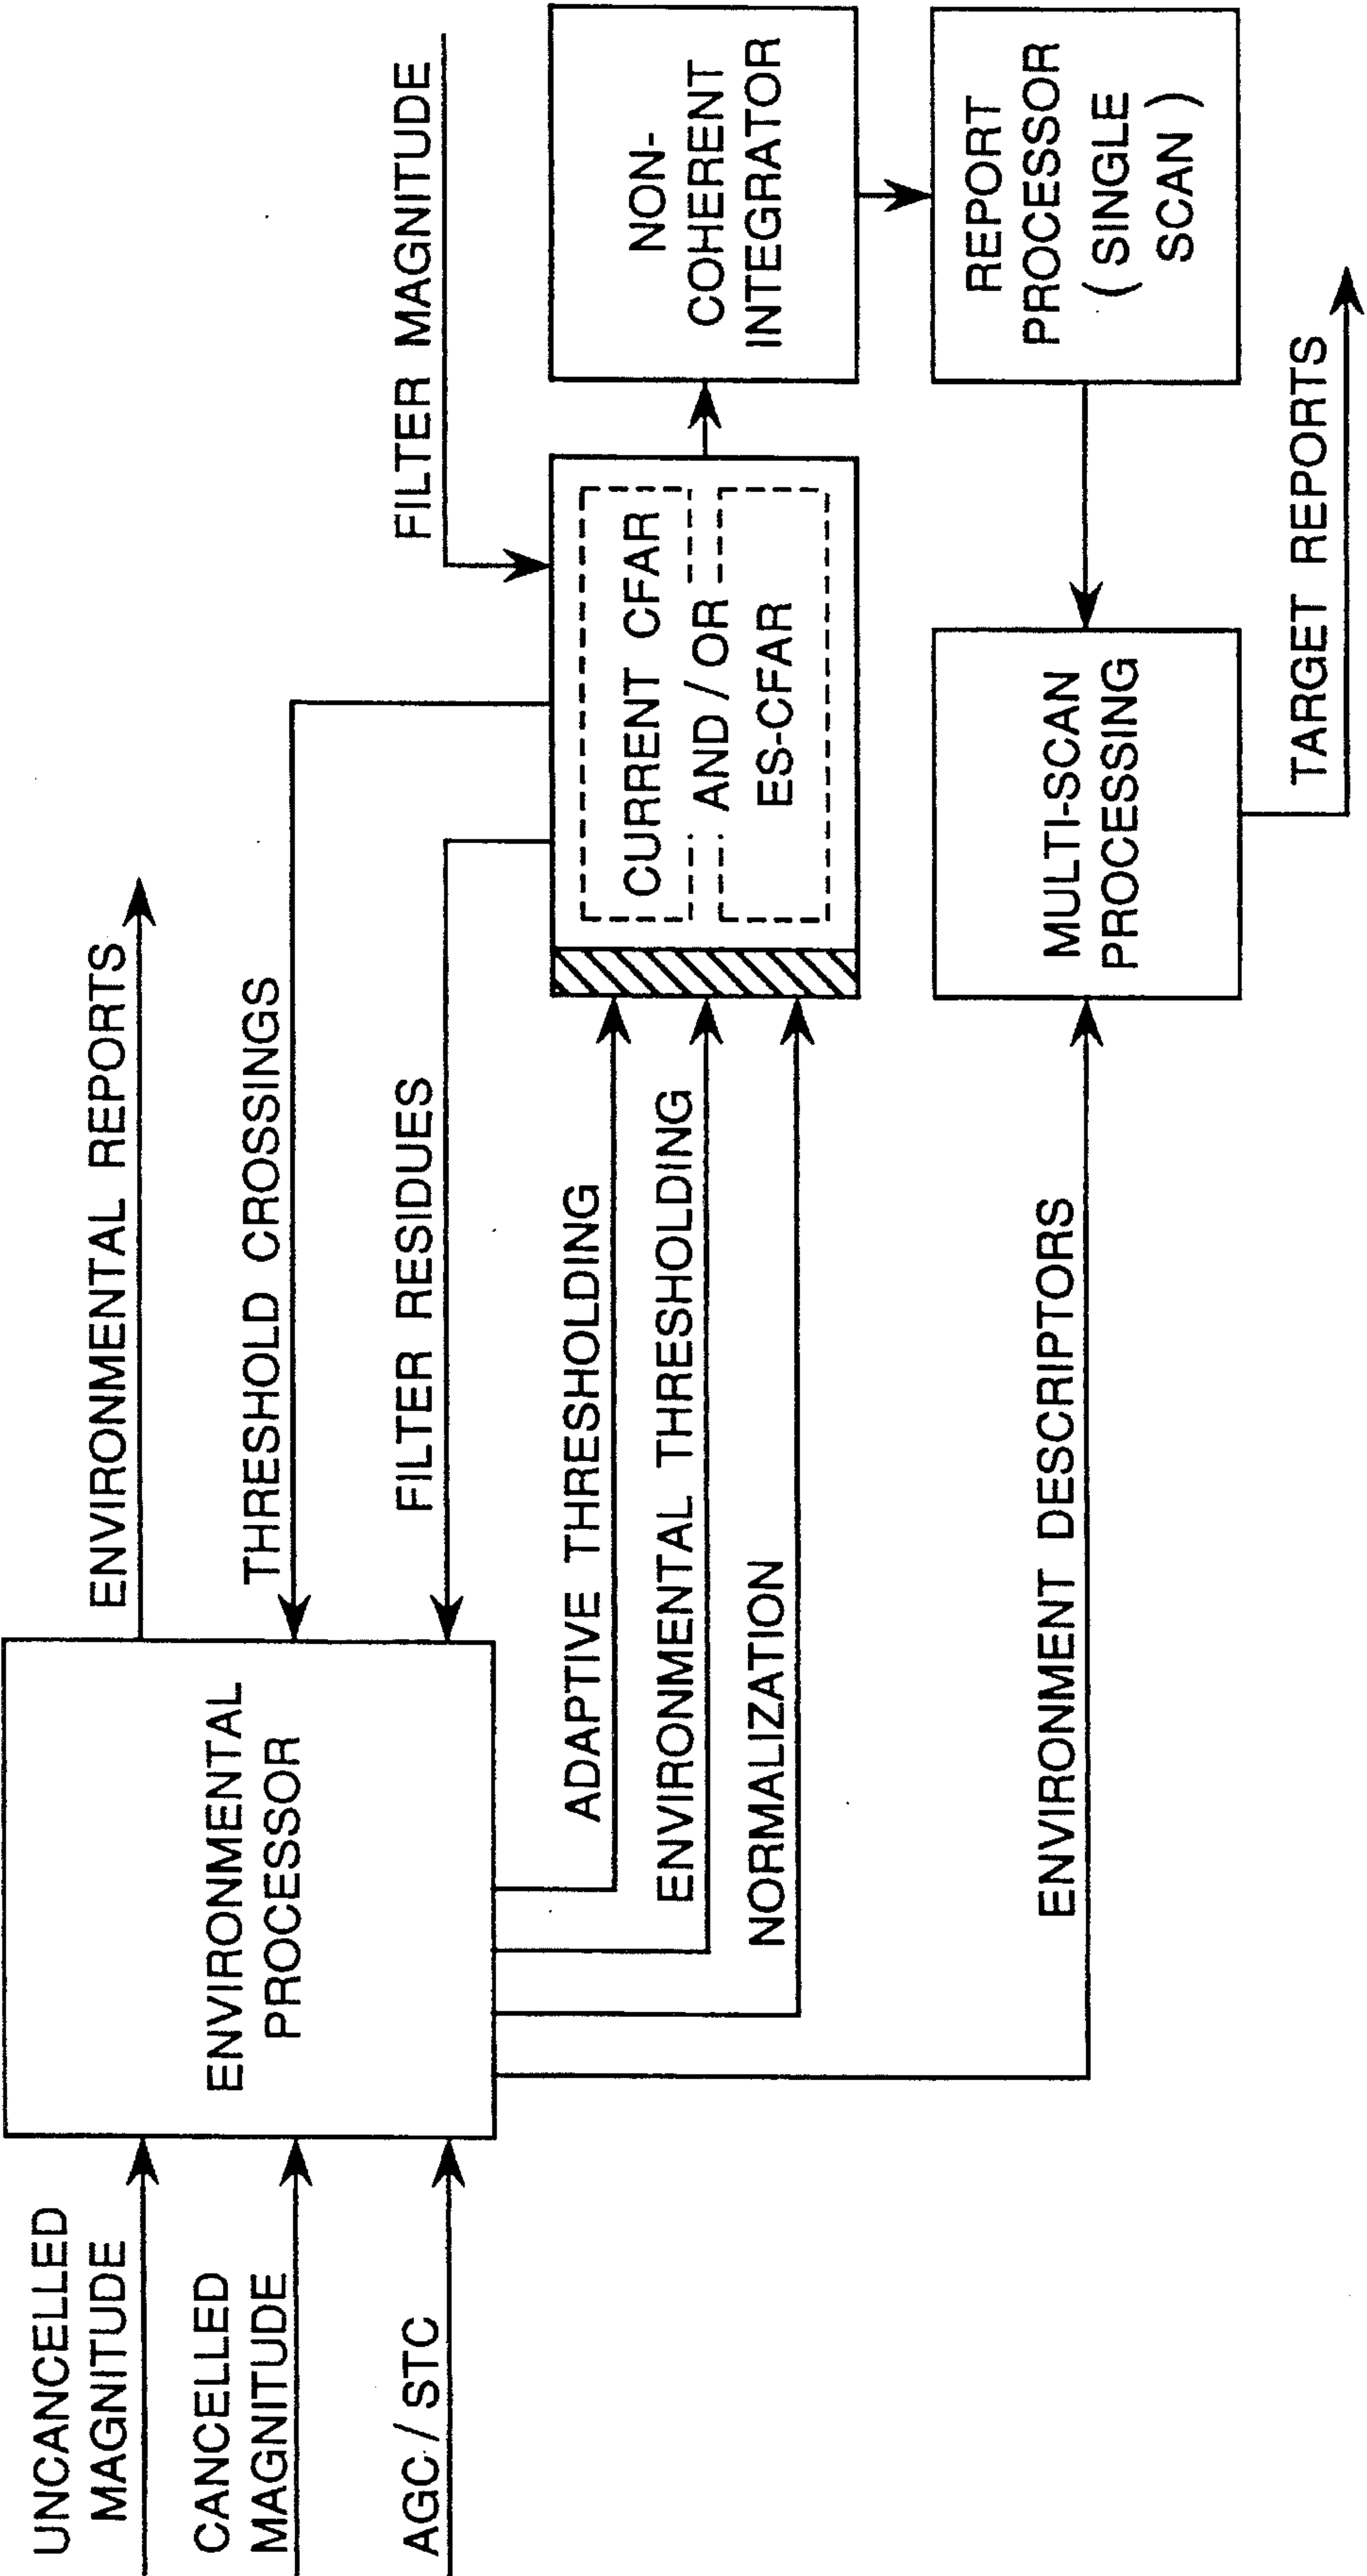 UNCANCELLED
MAGNITUDE
CANCELLED
MAGNITUDE
AGC / STC
ENVIRONMENTAL
PROCESSOR
ENVIRONMENTAL REPORTS
THRESHOLD CROSSINGS
FILTER RESIDUES
ADAPTIVE THRESHOLDING
ENVIRONMENTAL THRESHOLDING
NORMALIZATION
ENVIRONMENT DESCRIPTORS
FILTER MAGNITUDE
CURRENT CFAR
AND / OR
ES-CFAR
NON-
COHERENT
INTEGRATOR
REPORT
PROCESSOR
( SINGLE
SCAN )
MULTI-SCAN
PROCESSING
TARGET REPORTS